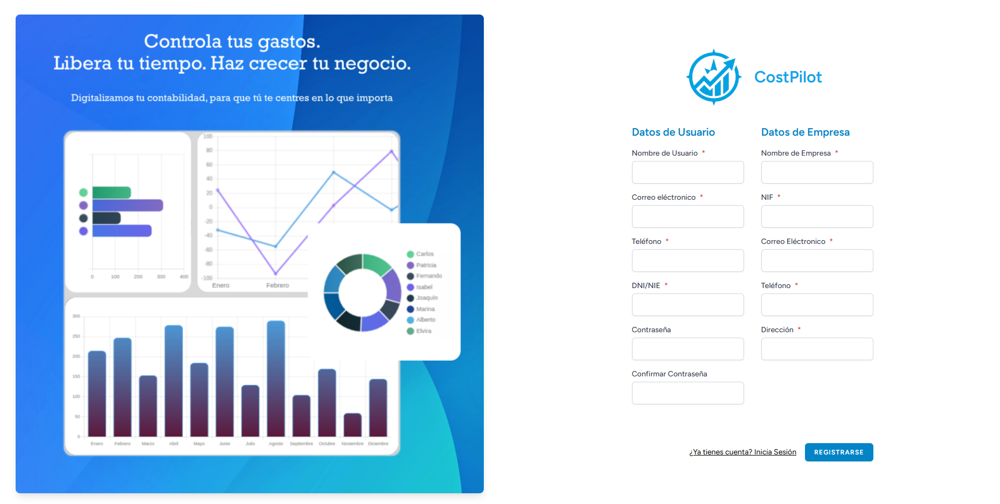 Controla tus gastos.
Libera tu tiempo. Haz crecer tu negocio.
Digitalizamos tu contabilidad, para que tú te centres en lo que importa
0 100 200 300 400
100
80
60
40
20
0
-20
-40
-60
-80
-100
Enero Febrero
Carlos
Patricia
Fernando
Isabel
Joaquín
Marina
Alberto
Elvira
300
250
200
150
100
50
0
Enero Febrero Marzo Abril Mayo Junio Julio Agosto Septiembre Octubre Noviembre Diciembre
CostPilot
Datos de Usuario
Nombre de Usuario *
Correo eléctronico *
Teléfono *
DNI/NIE *
Contraseña
Confirmar Contraseña
Datos de Empresa
Nombre de Empresa *
NIF *
Correo Eléctronico *
Teléfono *
Dirección *
¿Ya tienes cuenta? Inicia Sesión
REGISTRARSE